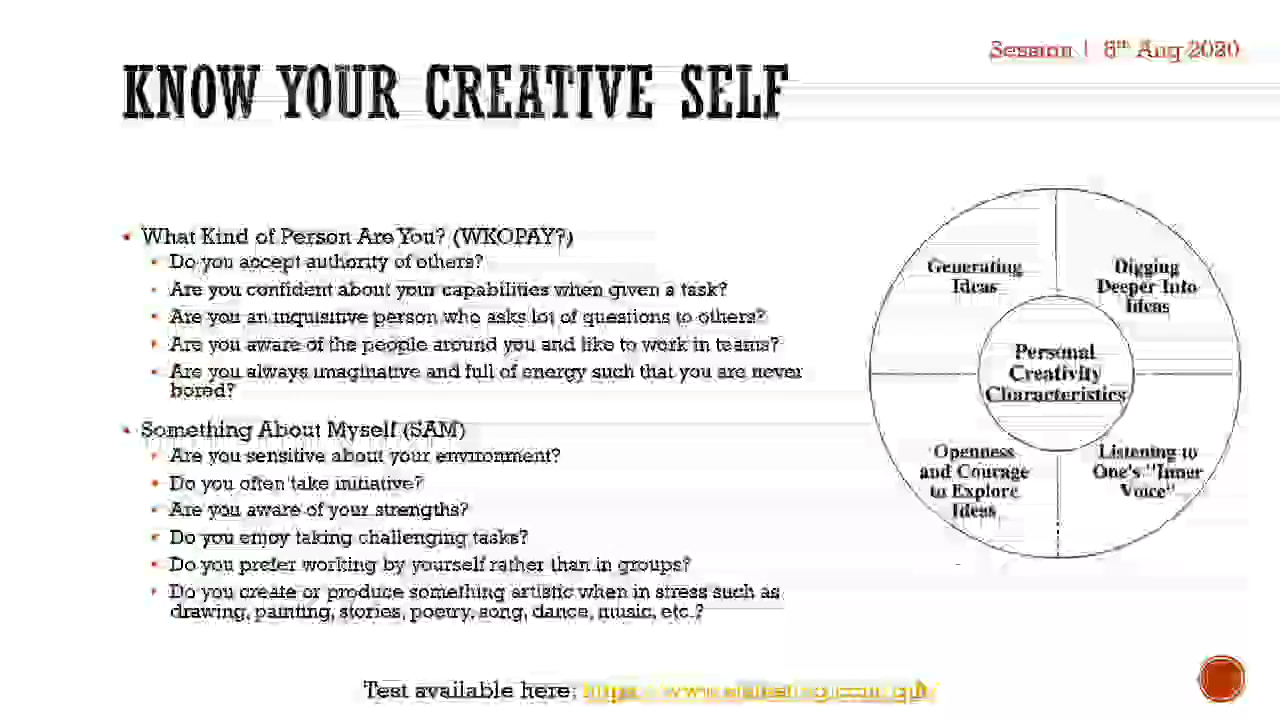 Session | 8th Aug 2020
KNOW YOUR CREATIVE SELF
What Kind of Person Are You? (WKOPAY?)
Do you accept authority of others?
Are you confident about your capabilities when given a task?
Are you an inquisitive person who asks lot of questions to others?
Are you aware of the people around you and like to work in teams?
Are you always imaginative and full of energy such that you are never
bored?
Something About Myself (SAM)
Are you sensitive about your environment?
Do you often take initiative?
Are you aware of your strengths?
Do you enjoy taking challenging tasks?
Do you prefer working by yourself rather than in groups?
Do you create or produce something artistic when in stress such as
drawing, painting, stories, poetry, song, dance, music, etc.?
Generating
Ideas
Digging
Deeper Into
Ideas
Personal
Creativity
Characteristics
Openness
and Courage
to Explore
Ideas
Listening to
One's "Inner
Voice"
Test available here: